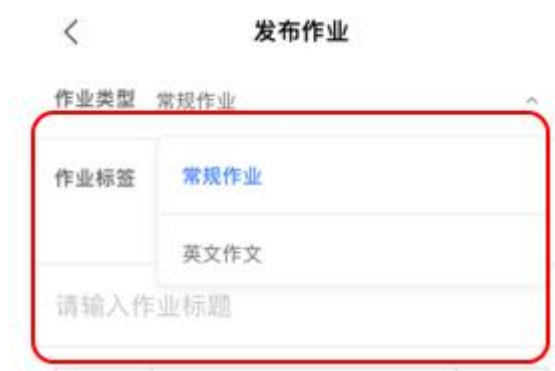 发布作业
作业类型 常规作业
作业标签 常规作业
英文作文
请输入作业标题